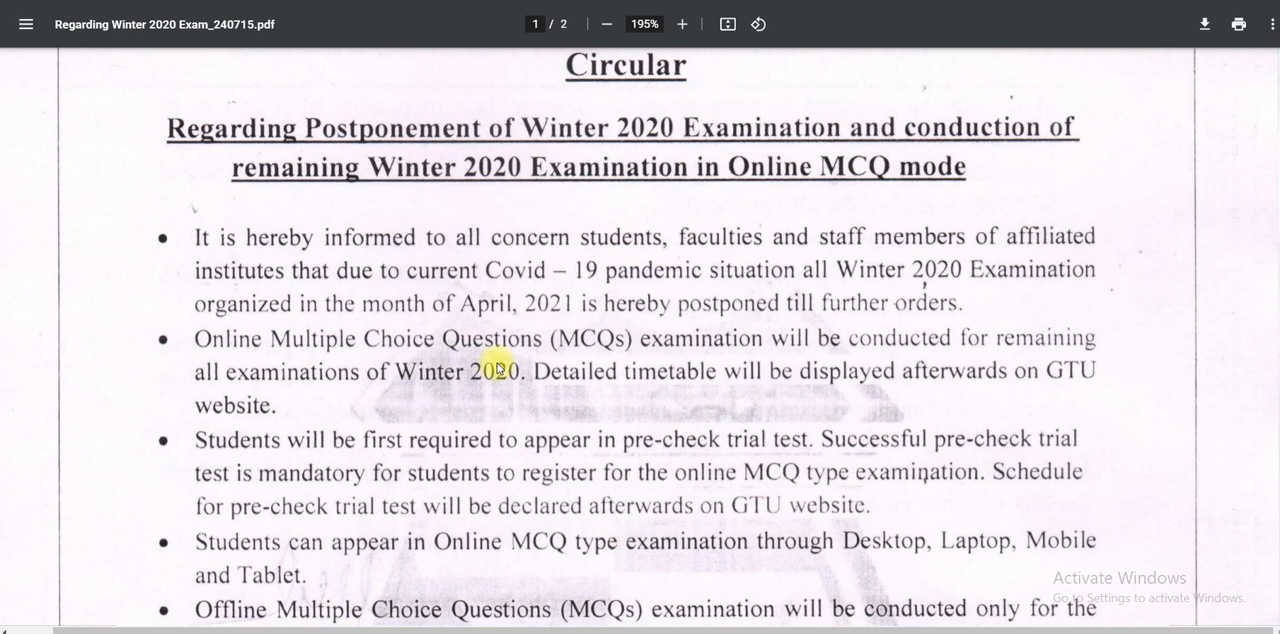 Regarding Winter 2020 Exam_240715.pdf
1 / 2 — 195% +
Circular
Regarding Postponement of Winter 2020 Examination and conduction of
remaining Winter 2020 Examination in Online MCQ mode
• It is hereby informed to all concern students, faculties and staff members of affiliated
institutes that due to current Covid – 19 pandemic situation all Winter 2020 Examination
organized in the month of April, 2021 is hereby postponed till further orders.
• Online Multiple Choice Questions (MCQs) examination will be conducted for remaining
all examinations of Winter 2020. Detailed timetable will be displayed afterwards on GTU
website.
• Students will be first required to appear in pre-check trial test. Successful pre-check trial
test is mandatory for students to register for the online MCQ type examination. Schedule
for pre-check trial test will be declared afterwards on GTU website.
• Students can appear in Online MCQ type examination through Desktop, Laptop, Mobile
and Tablet.
• Offline Multiple Choice Questions (MCQs) examination will be conducted only for the
Activate Windows
Go to Settings to activate Windows.